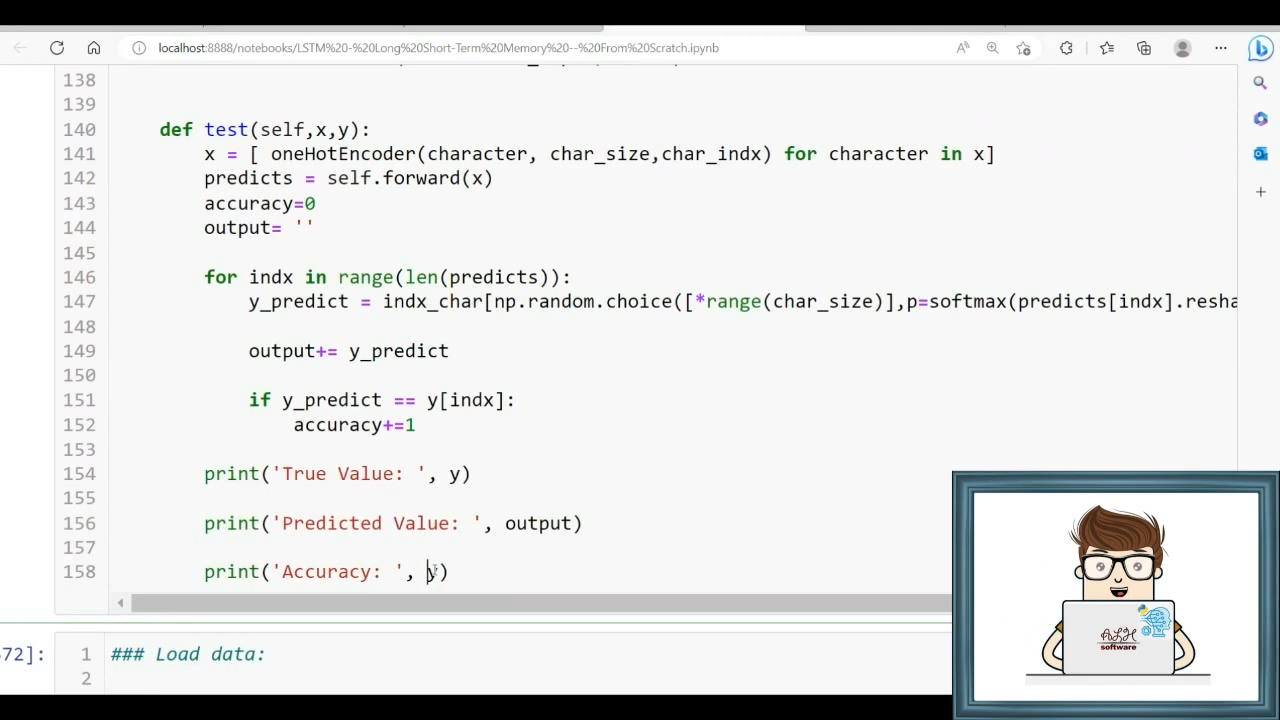 localhost:8888/notebooks/LSTM%20-%20Long%20Short-Term%20Memory%20--%20From%20Scratch.ipynb
138
139
140 def test(self,x,y):
141 x = [ oneHotEncoder(character, char_size,char_indx) for character in x]
142 predicts = self.forward(x)
143 accuracy=0
144 output= ''
145
146 for indx in range(len(predicts)):
147 y_predict = indx_char[np.random.choice([*range(char_size)],p=softmax(predicts[indx].resha
148
149 output+= y_predict
150
151 if y_predict == y[indx]:
152 accuracy+=1
153
154 print('True Value: ', y)
155
156 print('Predicted Value: ', output)
157
158 print('Accuracy: ', y)
72]: 1 ### Load data:
2
ALH
software